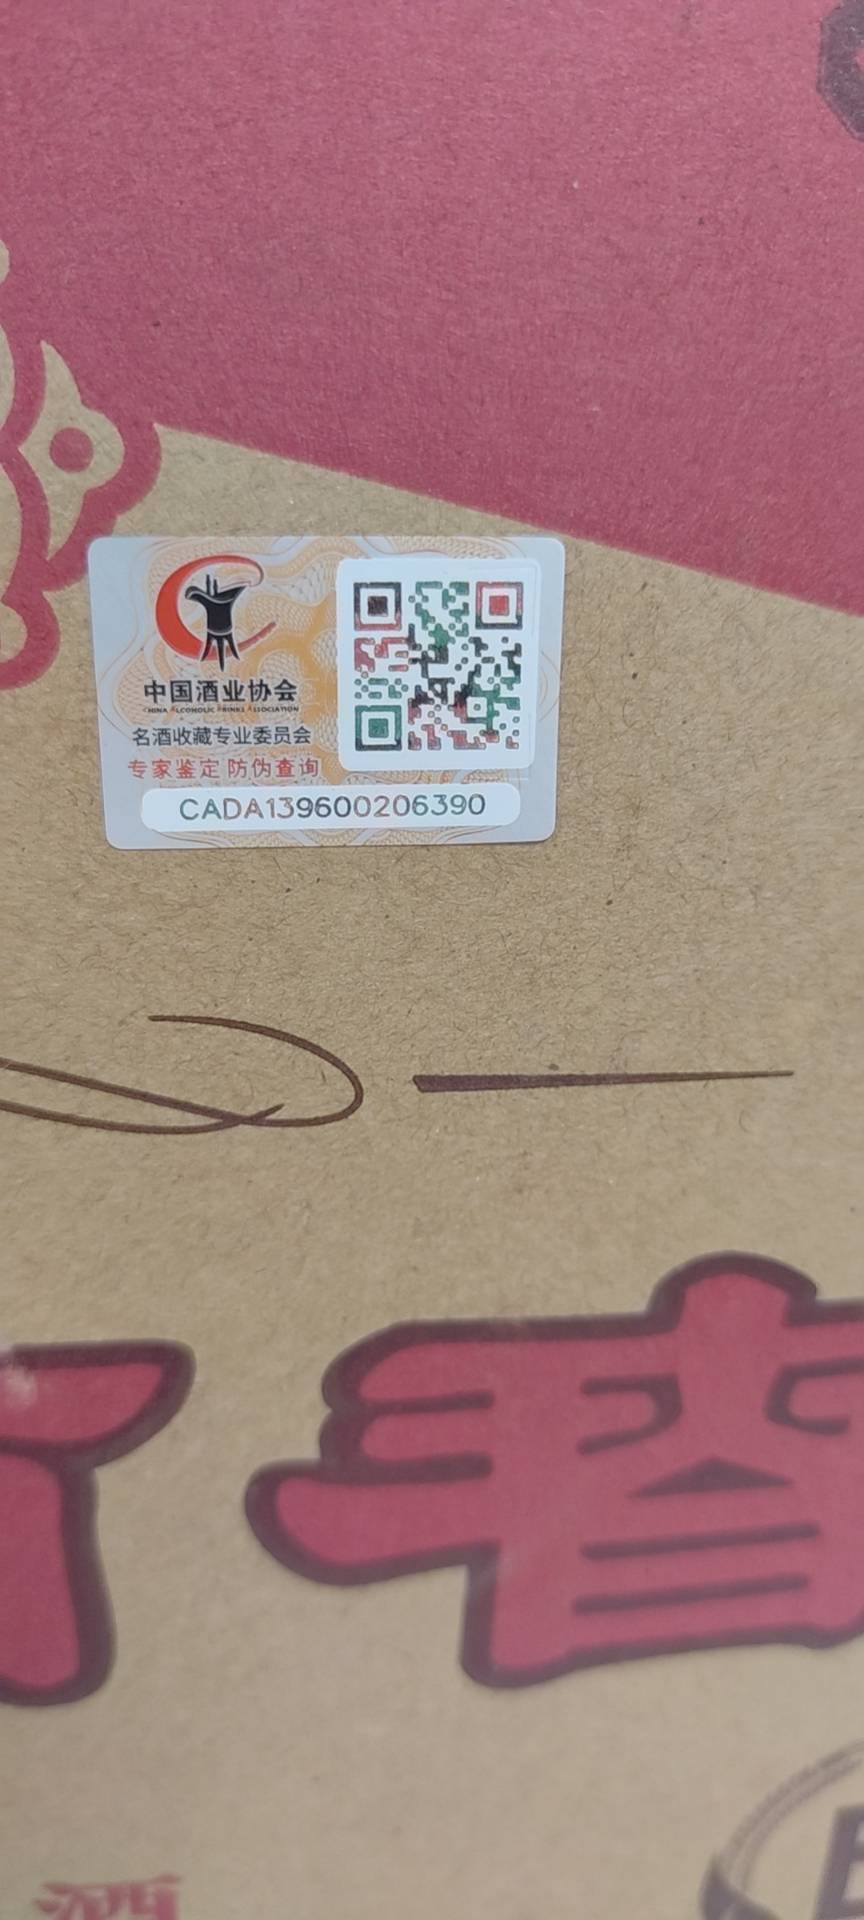 中国酒业协会
CHINA ALCOHOLIC DRINKS ASSOCIATION
名酒收藏专业委员会
专家鉴定 防伪查询
CADA139600206390
酒